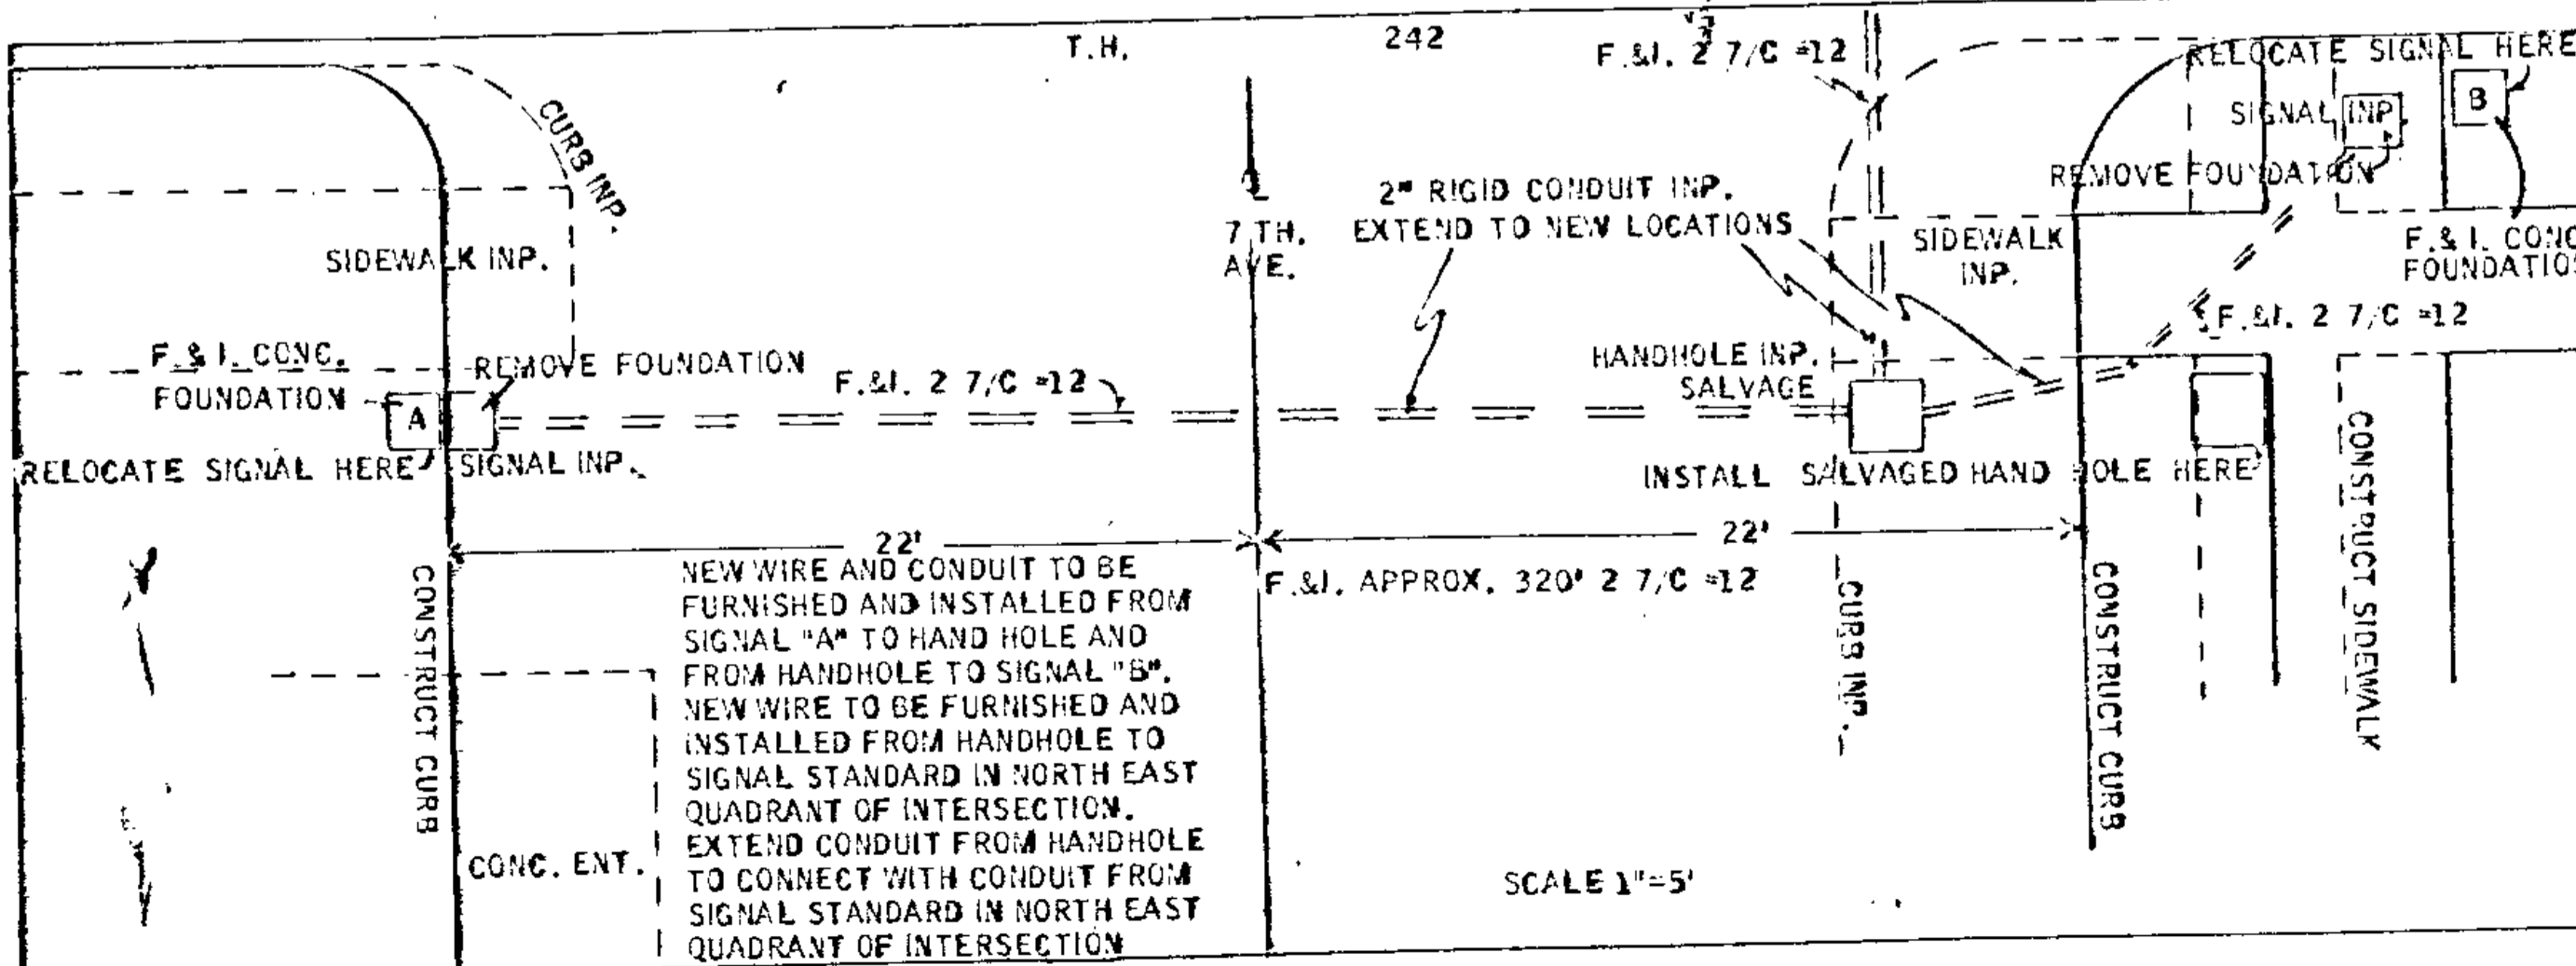 T.H. 242
F.&I. 2 7/C #12
RELOCATE SIGNAL HERE
B
SIGNAL INP.
REMOVE FOUNDATION
F.& I. CONC
FOUNDATIO
CURB INP.
SIDEWALK INP.
7 TH.
AVE.
2" RIGID CONDUIT INP.
EXTEND TO NEW LOCATIONS
SIDEWALK
INP.
F.&I. 2 7/C #12
F.& I. CONC.
FOUNDATION
A
REMOVE FOUNDATION
F.&I. 2 7/C #12
HANDHOLE INP.
SALVAGE
RELOCATE SIGNAL HERE
SIGNAL INP.
INSTALL SALVAGED HAND HOLE HERE
22'
22'
CONSTRUCT CURB
NEW WIRE AND CONDUIT TO BE
FURNISHED AND INSTALLED FROM
SIGNAL "A" TO HAND HOLE AND
FROM HANDHOLE TO SIGNAL "B".
NEW WIRE TO BE FURNISHED AND
INSTALLED FROM HANDHOLE TO
SIGNAL STANDARD IN NORTH EAST
QUADRANT OF INTERSECTION.
EXTEND CONDUIT FROM HANDHOLE
TO CONNECT WITH CONDUIT FROM
SIGNAL STANDARD IN NORTH EAST
QUADRANT OF INTERSECTION
F.&I. APPROX. 320' 2 7/C #12
CURB INP.
CONSTRUCT CURB
CONSTRUCT SIDEWALK
CONC. ENT.
SCALE 1"=5'